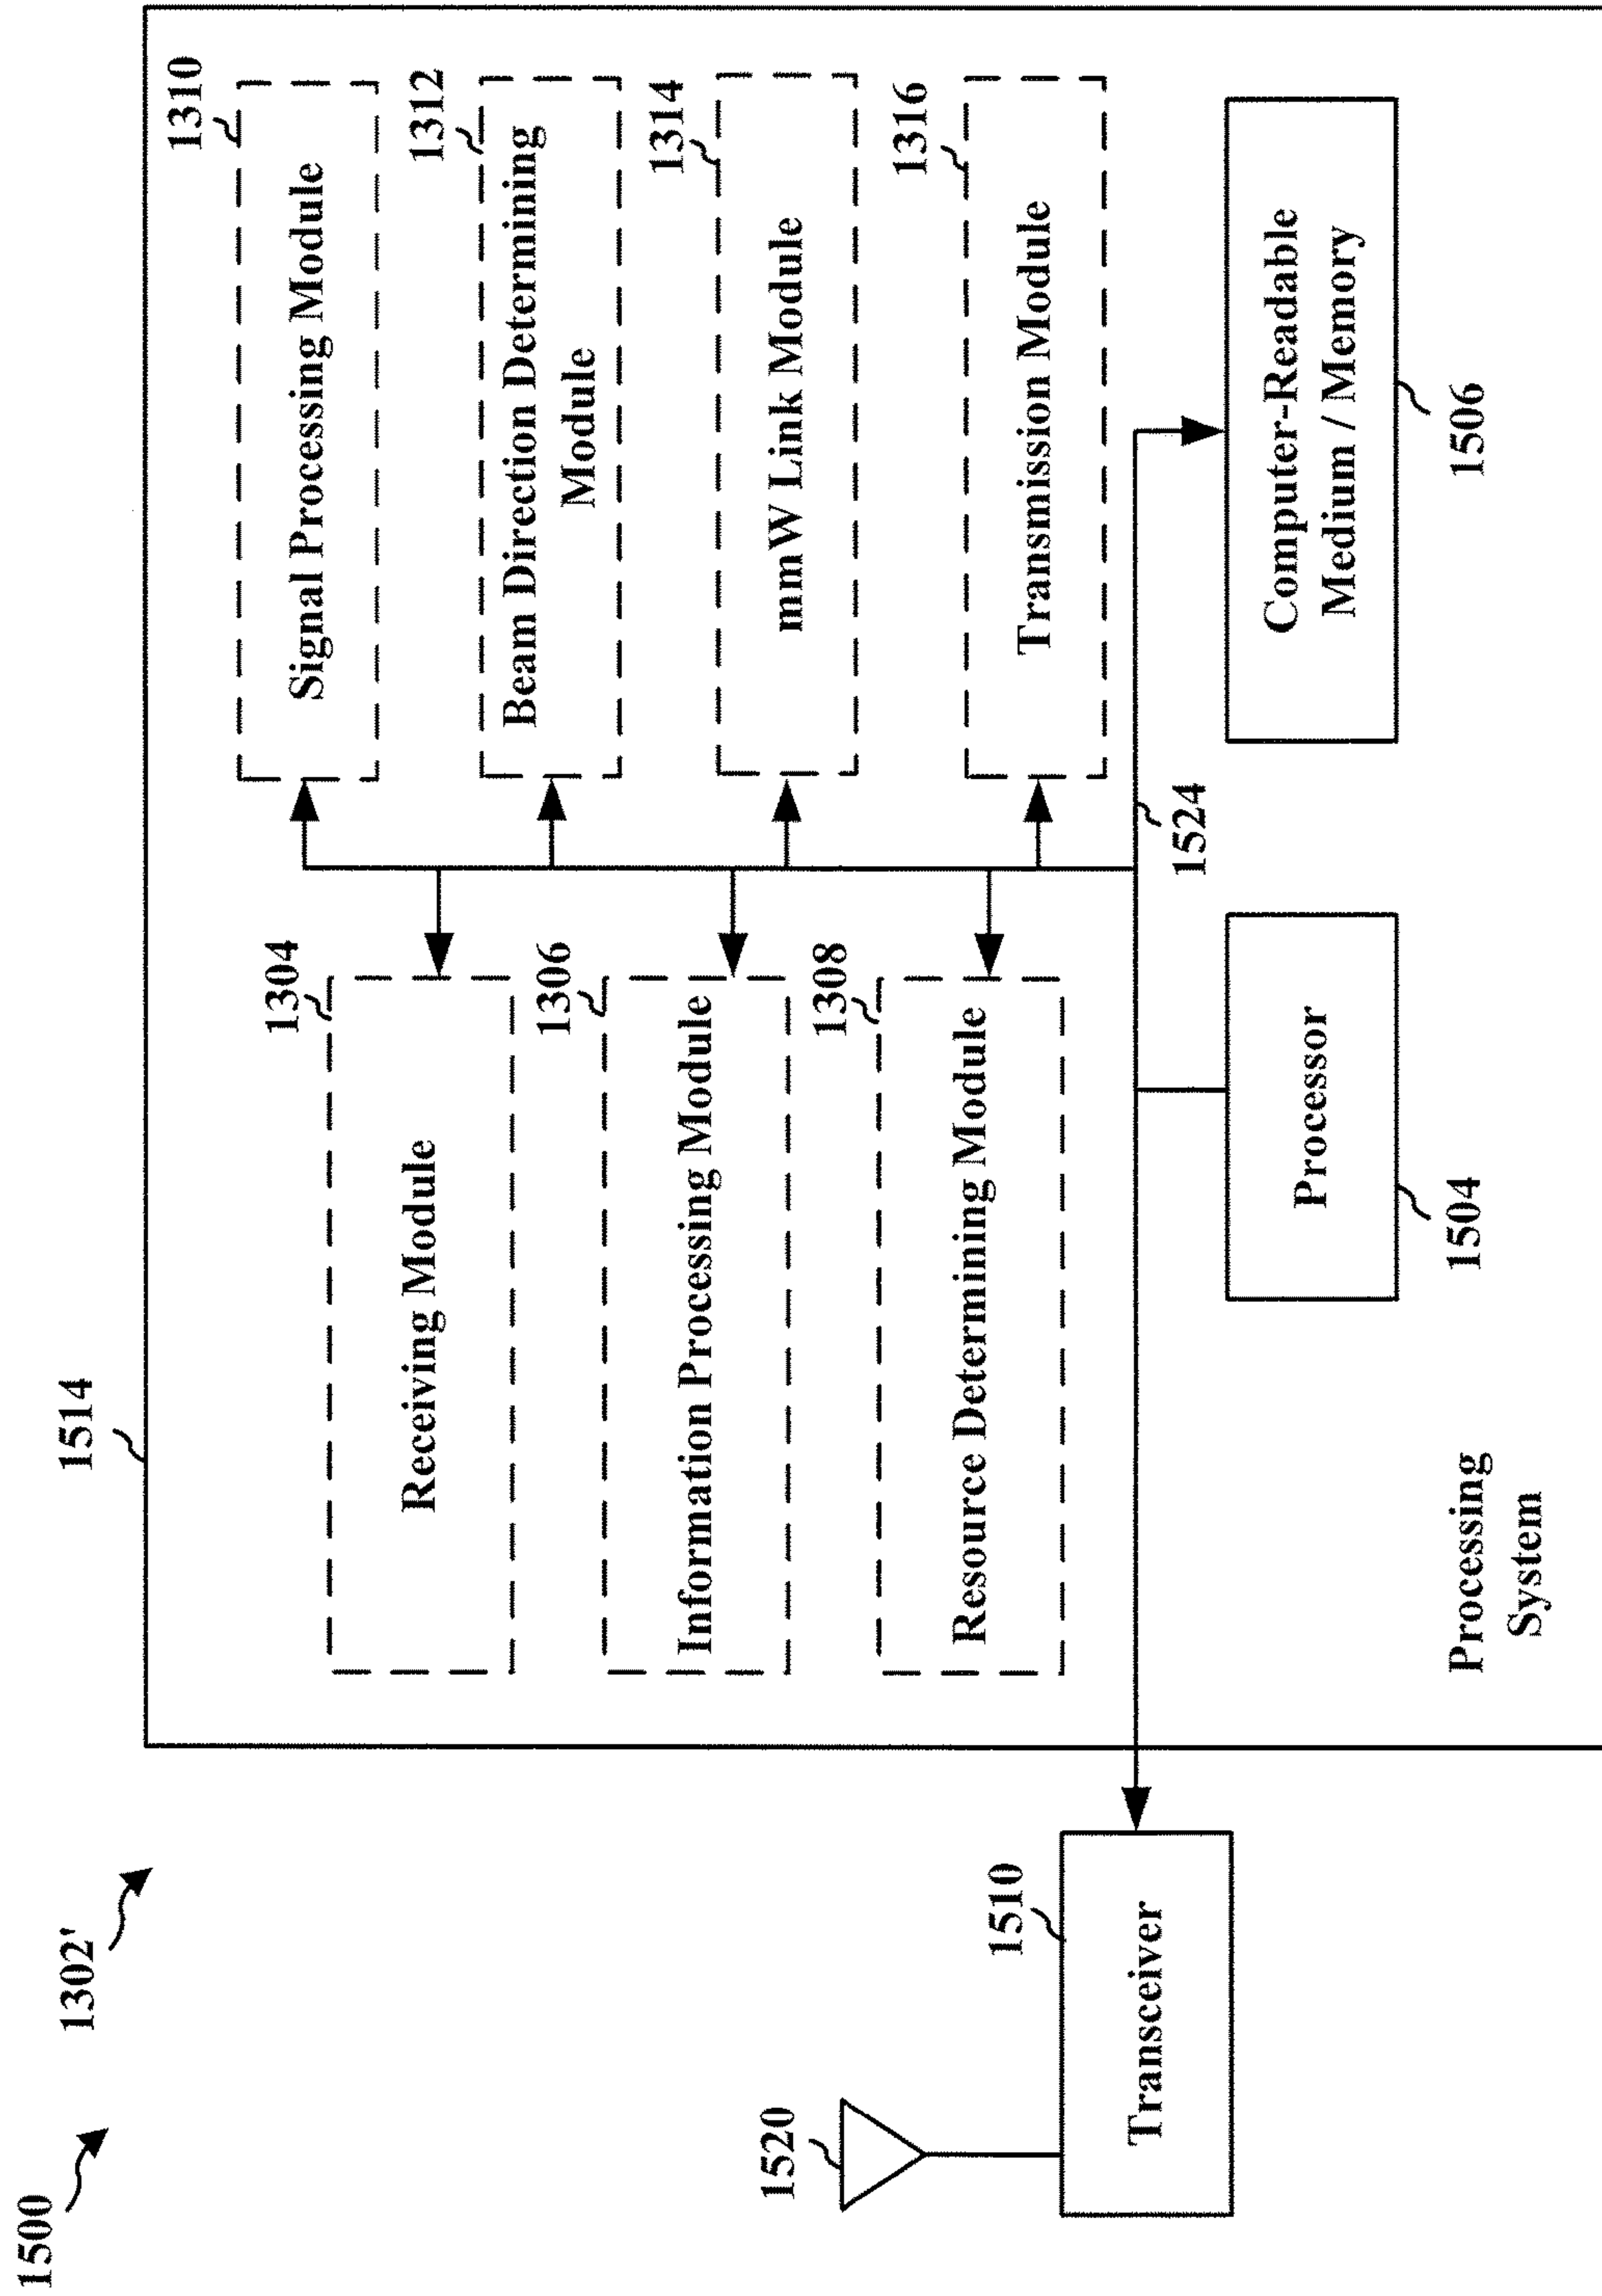 1500
1302'
1514
1304
Receiving Module
1306
Information Processing Module
1308
Resource Determining Module
1310
Signal Processing Module
1312
Beam Direction Determining
Module
1314
mmW Link Module
1316
Transmission Module
1520
1510
Transceiver
1524
Processor
1504
Computer-Readable
Medium / Memory
1506
Processing
System